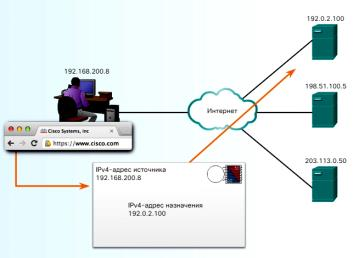 192.0.2.100
192.168.200.8
198.51.100.5
Интернет
Cisco Systems, Inc
https://www.cisco.com
203.113.0.50
IPv4-адрес источника
192.168.200.8
IPv4-адрес назначения
192.0.2.100